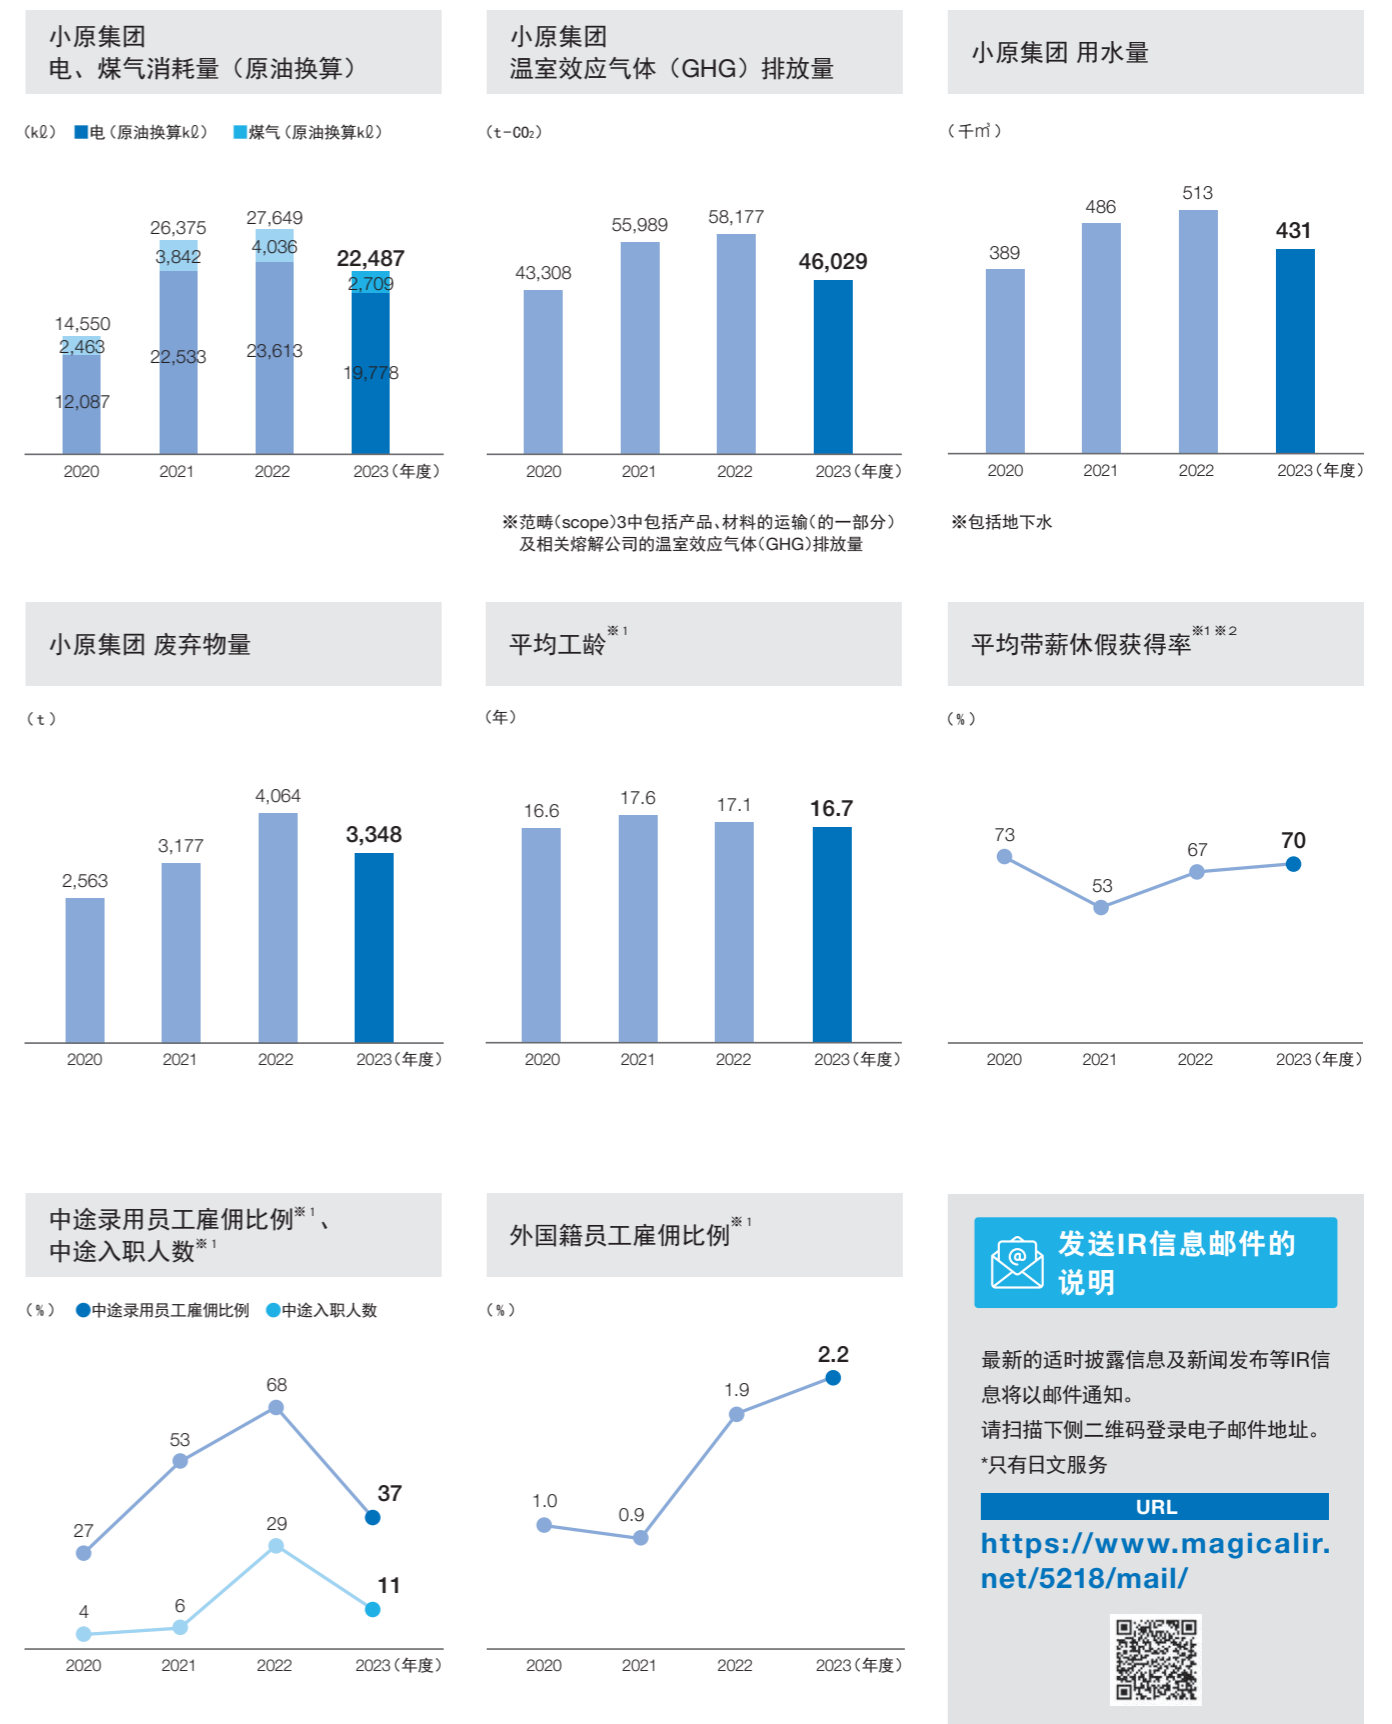 小原集团
电、煤气消耗量（原油换算）
（kℓ） ■电（原油换算kℓ） ■煤气（原油换算kℓ）
14,550
2,463
12,087
26,375
3,842
22,533
27,649
4,036
23,613
22,487
2,709
19,778
2020 2021 2022 2023（年度）
小原集团
温室效应气体（GHG）排放量
（t-CO₂）
43,308
55,989
58,177
46,029
2020 2021 2022 2023（年度）
※范畴（scope）3中包括产品、材料的运输（的一部分）
及相关熔解公司的温室效应气体（GHG）排放量
小原集团 用水量
（千㎥）
389
486
513
431
2020 2021 2022 2023（年度）
※包括地下水
小原集团 废弃物量
（t）
2,563
3,177
4,064
3,348
2020 2021 2022 2023（年度）
平均工龄※1
（年）
16.6
17.6
17.1
16.7
2020 2021 2022 2023（年度）
平均带薪休假获得率※1 ※2
（%）
73
53
67
70
2020 2021 2022 2023（年度）
中途录用员工雇佣比例※1、
中途入职人数※1
（%） ●中途录用员工雇佣比例 ●中途入职人数
27
53
68
37
4
6
29
11
2020 2021 2022 2023（年度）
外国籍员工雇佣比例※1
（%）
1.0
0.9
1.9
2.2
2020 2021 2022 2023（年度）
发送IR信息邮件的
说明
最新的适时披露信息及新闻发布等IR信
息将以邮件通知。
请扫描下侧二维码登录电子邮件地址。
*只有日文服务
URL
https://www.magicalir.
net/5218/mail/